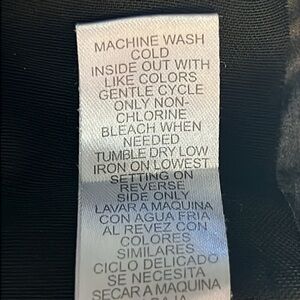 MACHINE WASH
COLD
INSIDE OUT WITH
LIKE COLORS
GENTLE CYCLE
ONLY NON-
CHLORINE
BLEACH WHEN
NEEDED
TUMBLE DRY LOW
IRON ON LOWEST
SETTING ON
REVERSE
SIDE ONLY
LAVAR A MAQUINA
CON AGUA FRIA
AL REVEZ CON
COLORES
SIMILARES
CICLO DELICADO
SE NECESITA
SECAR A MAQUINA